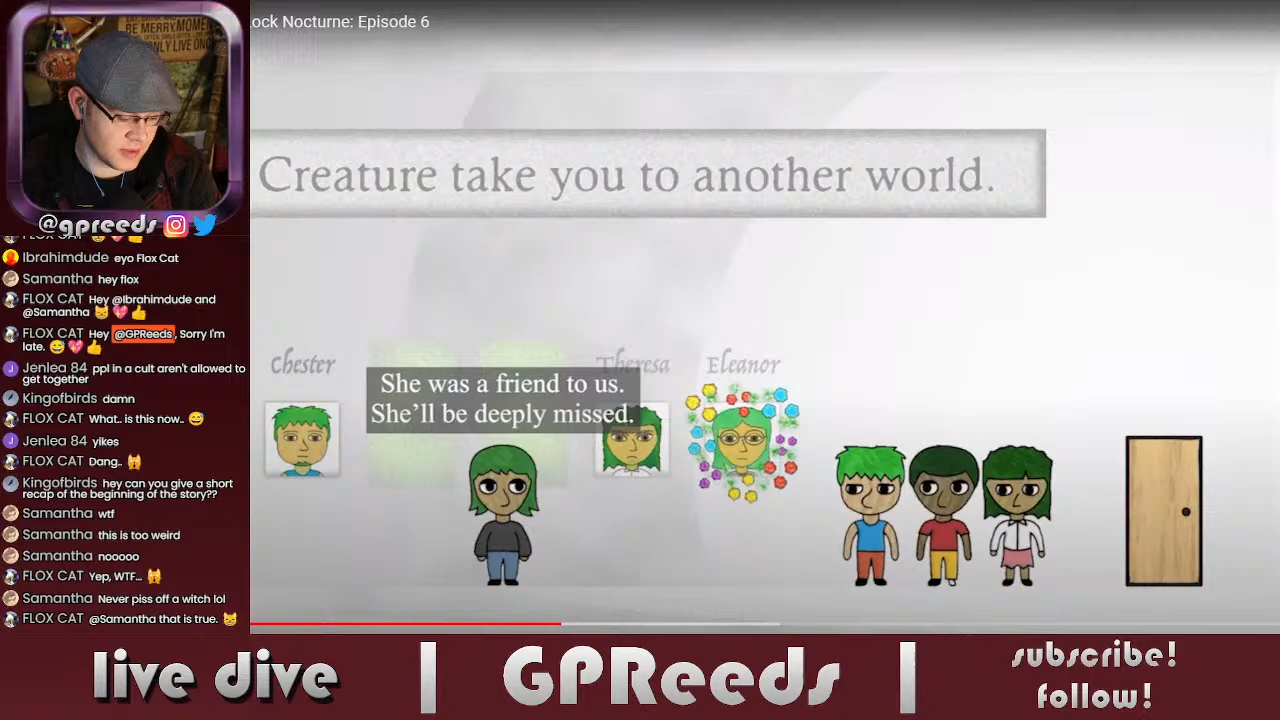 ock Nocturne: Episode 6
BE MERRY,
ONLY LIVE ONC
Creature take you to another world.
@gpreeds
FLOX CAT
Ibrahimdude eyo Flox Cat
Samantha hey flox
FLOX CAT Hey @Ibrahimdude and
@Samantha 😸 💖 👍
FLOX CAT Hey @GPReeds, Sorry I'm
late. 😅 💖 👍
Jenlea 84 ppl in a cult aren't allowed to
get together
Kingofbirds damn
FLOX CAT What.. is this now.. 😅
Jenlea 84 yikes
FLOX CAT Dang.. 🙀
Kingofbirds hey can you give a short
recap of the beginning of the story??
Samantha wtf
Samantha this is too weird
Samantha nooooo
FLOX CAT Yep, WTF... 🙀
Samantha Never piss off a witch lol
FLOX CAT @Samantha that is true. 😼
Chester
Theresa
Eleanor
She was a friend to us.
She'll be deeply missed.
live dive | GPReeds |
subscribe!
follow!